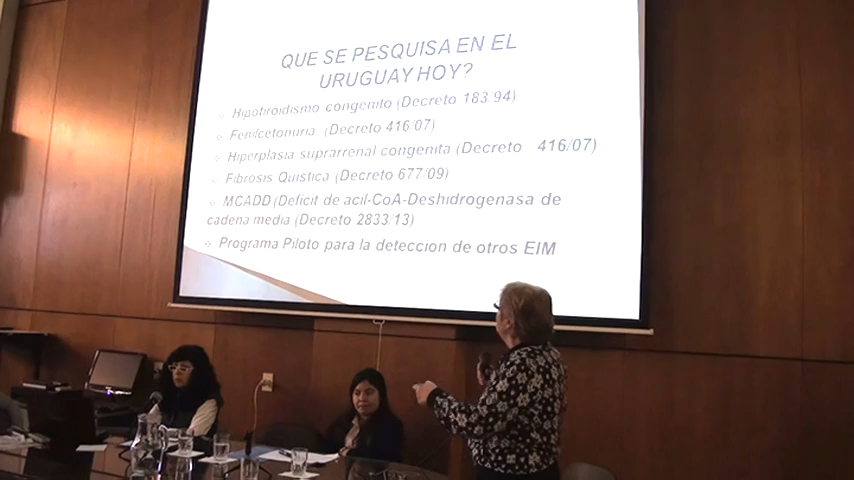 QUE SE PESQUISA EN EL
URUGUAY HOY?
Hipotiroidismo congenito (Decreto 183/94)
Fenilcetonuria (Decreto 416/07)
Hiperplasia suprarrenal congenita (Decreto 416/07)
Fibrosis Quistica (Decreto 677/09)
MCADD (Deficit de acil-CoA-Deshidrogenasa de
cadena media (Decreto 2833/13)
Programa Piloto para la deteccion de otros EIM